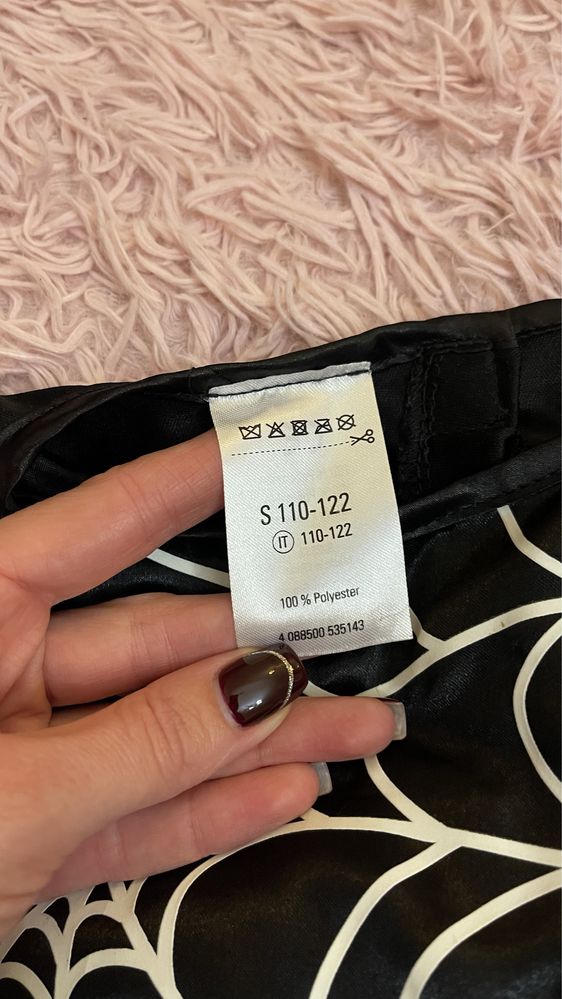 S 110-122
IT 110-122
100 % Polyester
4 088500 535143